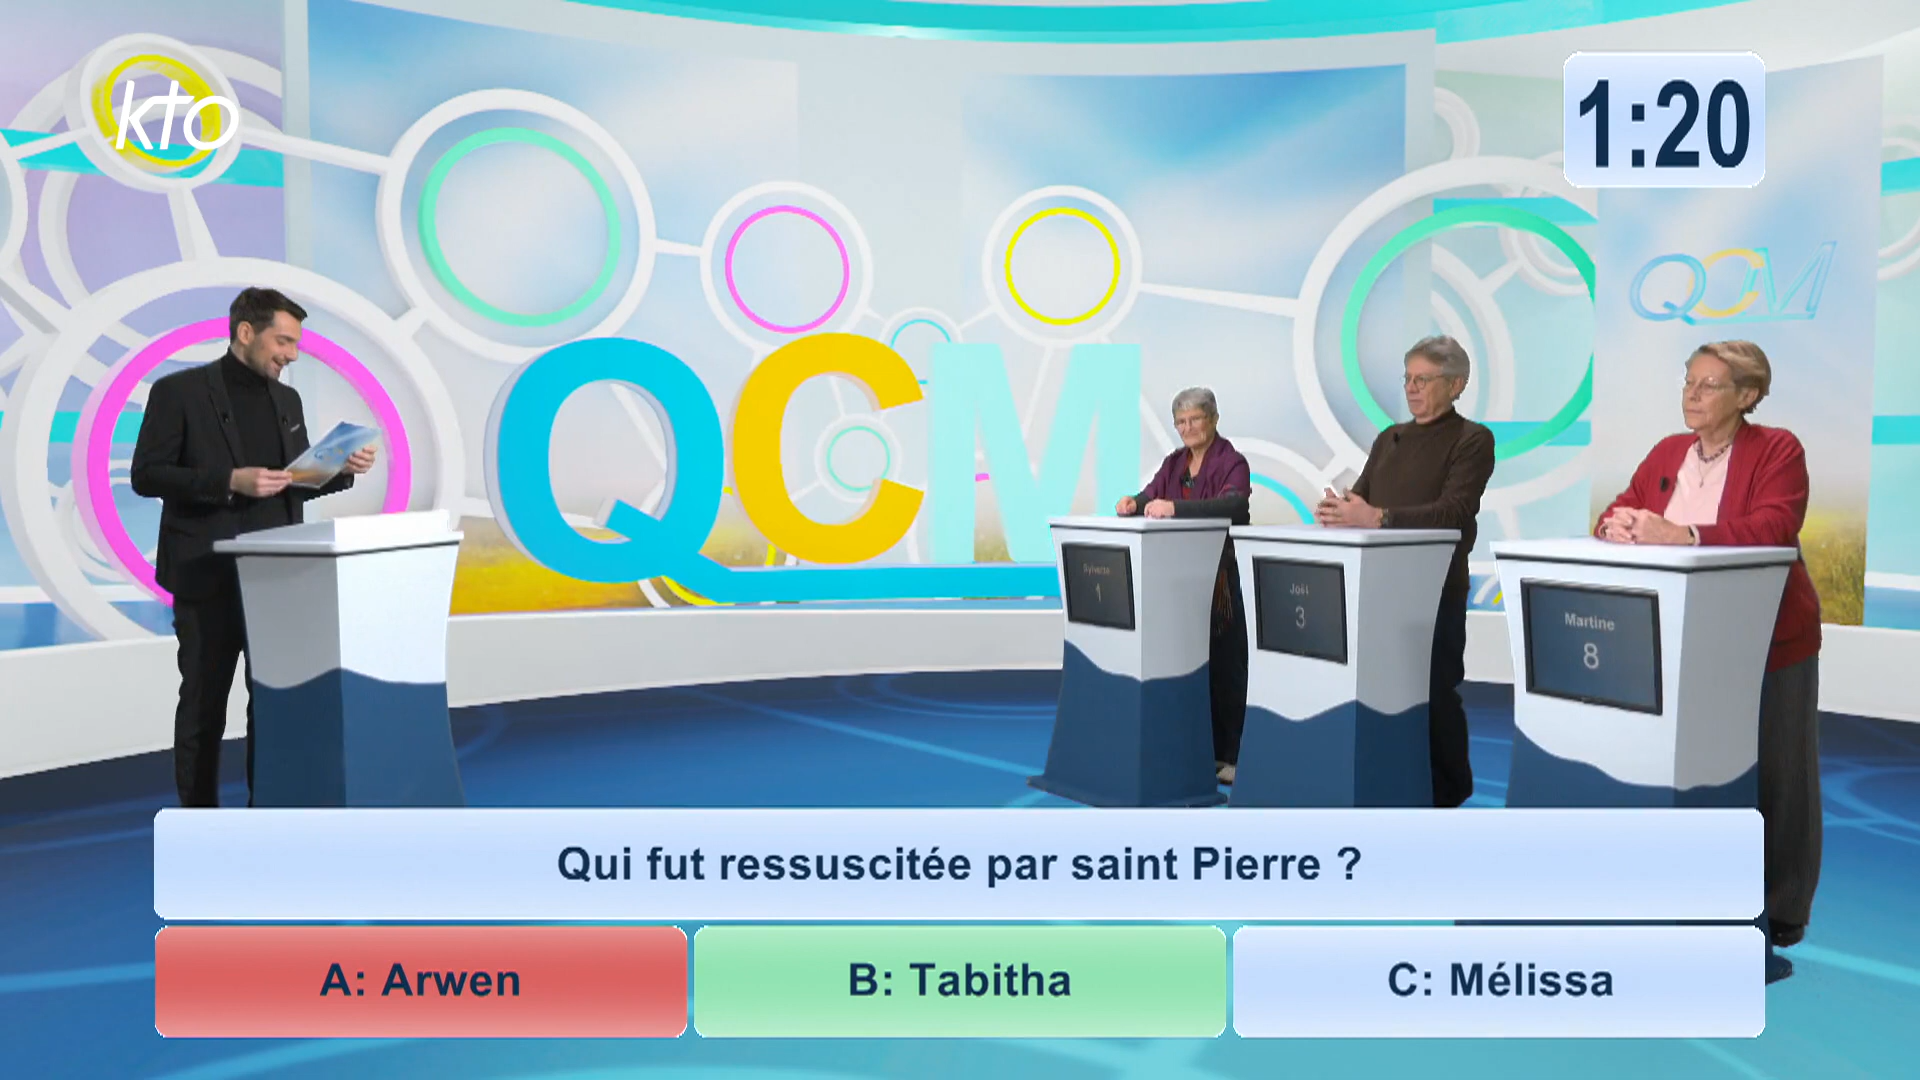 kto
1:20
QCM
QCM
Sylvette
1
Joël
3
Martine
8
Qui fut ressuscitée par saint Pierre ?
A: Arwen
B: Tabitha
C: Mélissa